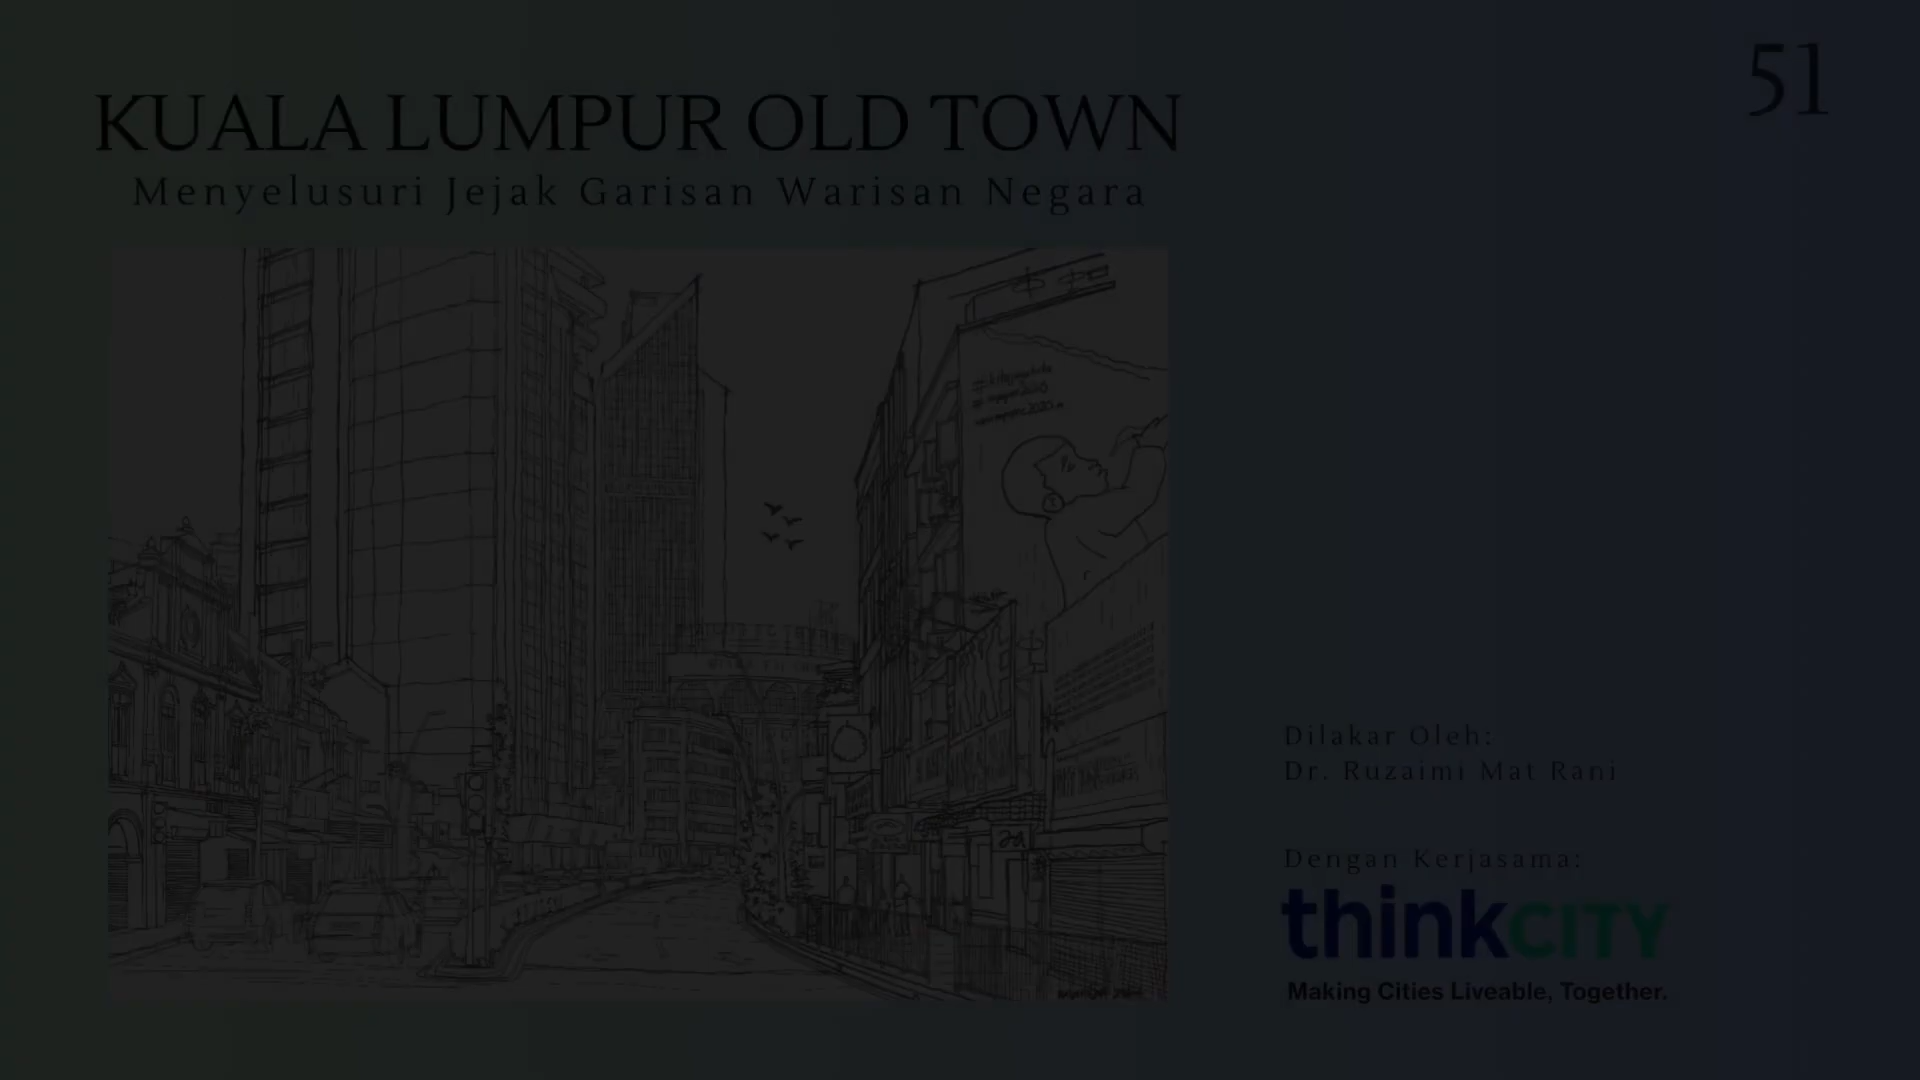 51
KUALA LUMPUR OLD TOWN
Menyelusuri Jejak Garisan Warisan Negara
Dilakar Oleh:
Dr. Ruzaimi Mat Rani
Dengan Kerjasama:
thinkCITY
Making Cities Liveable, Together.